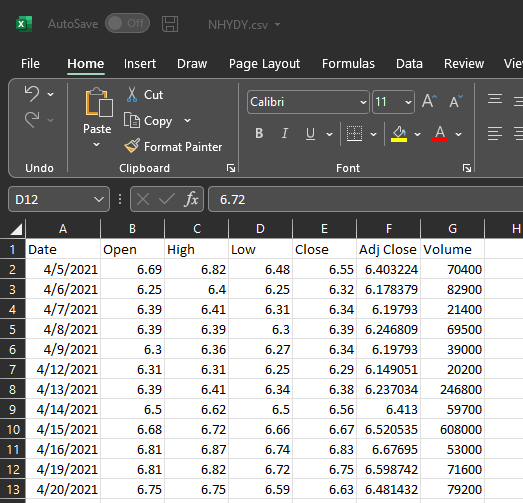 AutoSave Off NHYDY.csv
File Home Insert Draw Page Layout Formulas Data Review Vie
Cut
Copy
Paste
Format Painter
Calibri 11 A A
B I U A
Undo Clipboard Font
D12 fx 6.72
A B C D E F G H
1 Date Open High Low Close Adj Close Volume
2 4/5/2021 6.69 6.82 6.48 6.55 6.403224 70400
3 4/6/2021 6.25 6.4 6.25 6.32 6.178379 82900
4 4/7/2021 6.39 6.41 6.31 6.34 6.19793 21400
5 4/8/2021 6.39 6.39 6.3 6.39 6.246809 69500
6 4/9/2021 6.3 6.36 6.27 6.34 6.19793 39000
7 4/12/2021 6.31 6.31 6.25 6.29 6.149051 20200
8 4/13/2021 6.39 6.41 6.34 6.38 6.237034 246800
9 4/14/2021 6.5 6.62 6.5 6.56 6.413 59700
10 4/15/2021 6.68 6.72 6.66 6.67 6.520535 608000
11 4/16/2021 6.81 6.87 6.74 6.83 6.67695 53000
12 4/19/2021 6.81 6.82 6.72 6.75 6.598742 71600
13 4/20/2021 6.75 6.75 6.59 6.63 6.481432 79200